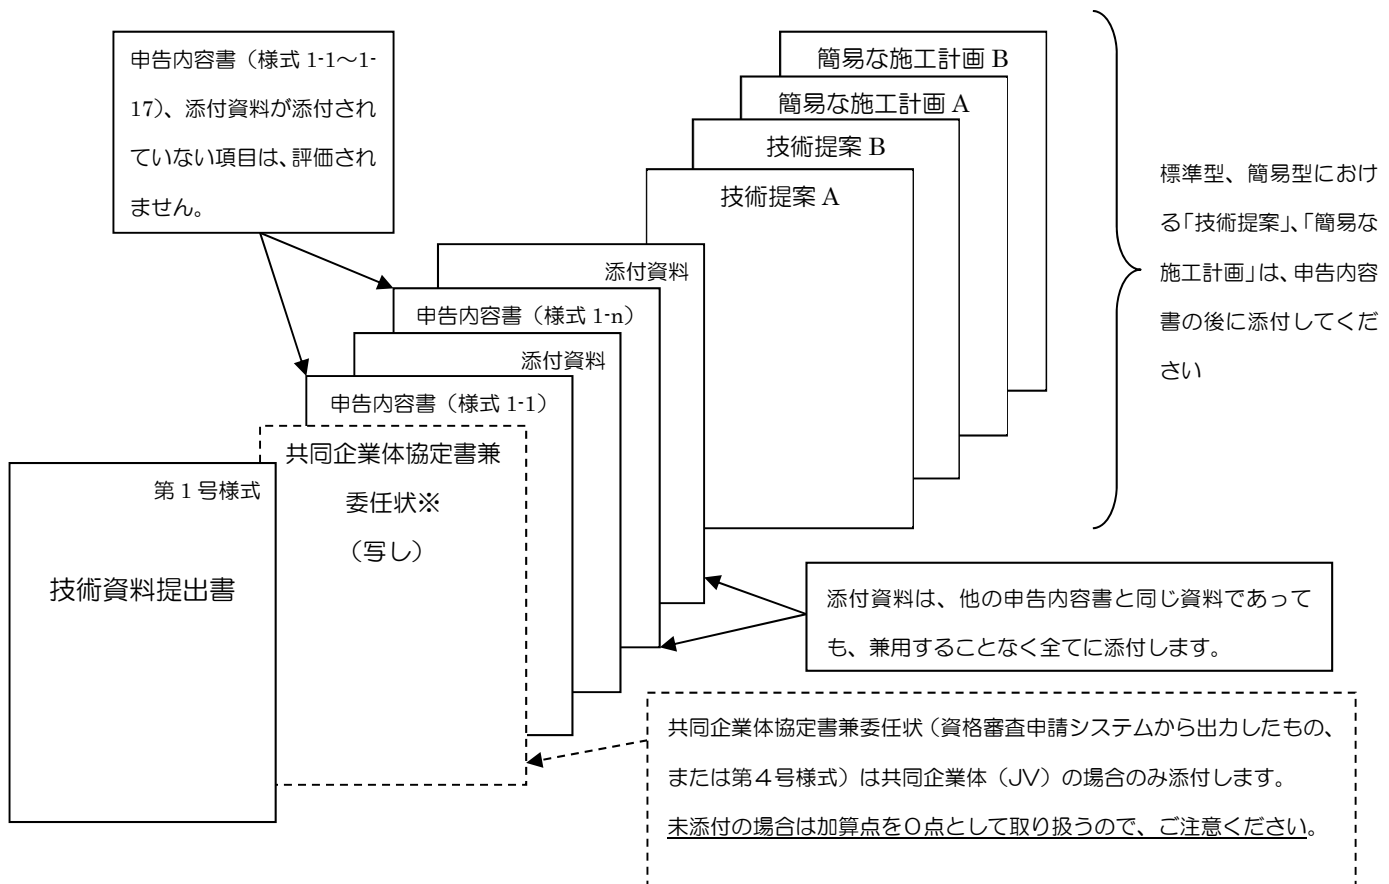 申告内容書（様式 1-1～1-
17）、添付資料が添付され
ていない項目は、評価され
ません。
簡易な施工計画 B
簡易な施工計画 A
技術提案 B
技術提案 A
標準型、簡易型におけ
る「技術提案」、「簡易な
施工計画」は、申告内容
書の後に添付してくだ
さい
添付資料
申告内容書（様式 1-n）
添付資料
申告内容書（様式 1-1）
共同企業体協定書兼
委任状※
（写し）
第１号様式
技術資料提出書
添付資料は、他の申告内容書と同じ資料であって
も、兼用することなく全てに添付します。
共同企業体協定書兼委任状（資格審査申請システムから出力したもの、
または第４号様式）は共同企業体（JV）の場合のみ添付します。
未添付の場合は加算点を０点として取り扱うので、ご注意ください。